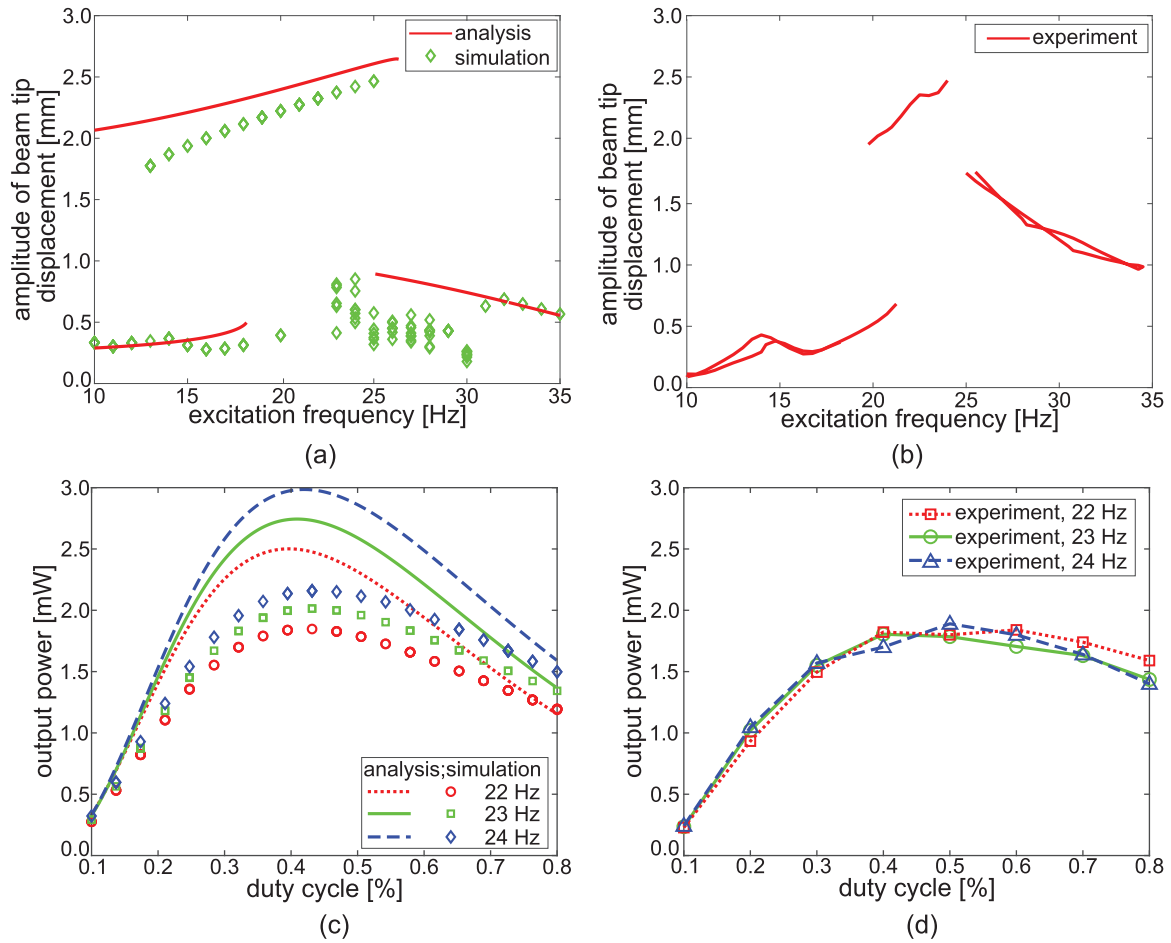 3.0
2.5
2.0
1.5
1.0
0.5
0.0
amplitude of beam tip
displacement [mm]
analysis
simulation
10 15 20 25 30 35
excitation frequency [Hz]
(a)
3.0
2.5
2.0
1.5
1.0
0.5
0.0
amplitude of beam tip
displacement [mm]
experiment
10 15 20 25 30 35
excitation frequency [Hz]
(b)
3.0
2.5
2.0
1.5
1.0
0.5
0.0
output power [mW]
analysis;simulation
22 Hz
23 Hz
24 Hz
0.1 0.2 0.3 0.4 0.5 0.6 0.7 0.8
duty cycle [%]
(c)
3.0
2.5
2.0
1.5
1.0
0.5
0.0
output power [mW]
experiment, 22 Hz
experiment, 23 Hz
experiment, 24 Hz
0.1 0.2 0.3 0.4 0.5 0.6 0.7 0.8
duty cycle [%]
(d)